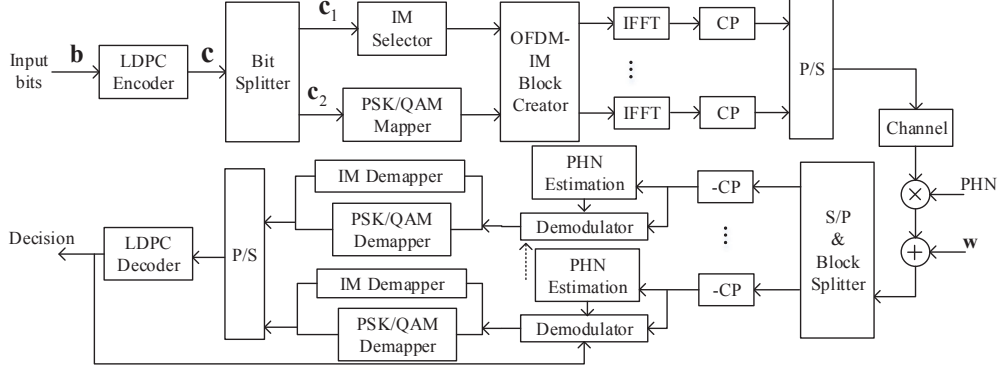 Input
bits
b
LDPC
Encoder
c
Bit
Splitter
c1
IM
Selector
c2
PSK/QAM
Mapper
OFDM-
IM
Block
Creator
IFFT
CP
...
IFFT
CP
P/S
Channel
PHN
w
S/P
&
Block
Splitter
-CP
...
-CP
PHN
Estimation
Demodulator
PHN
Estimation
Demodulator
IM Demapper
PSK/QAM
Demapper
IM Demapper
PSK/QAM
Demapper
P/S
LDPC
Decoder
Decision